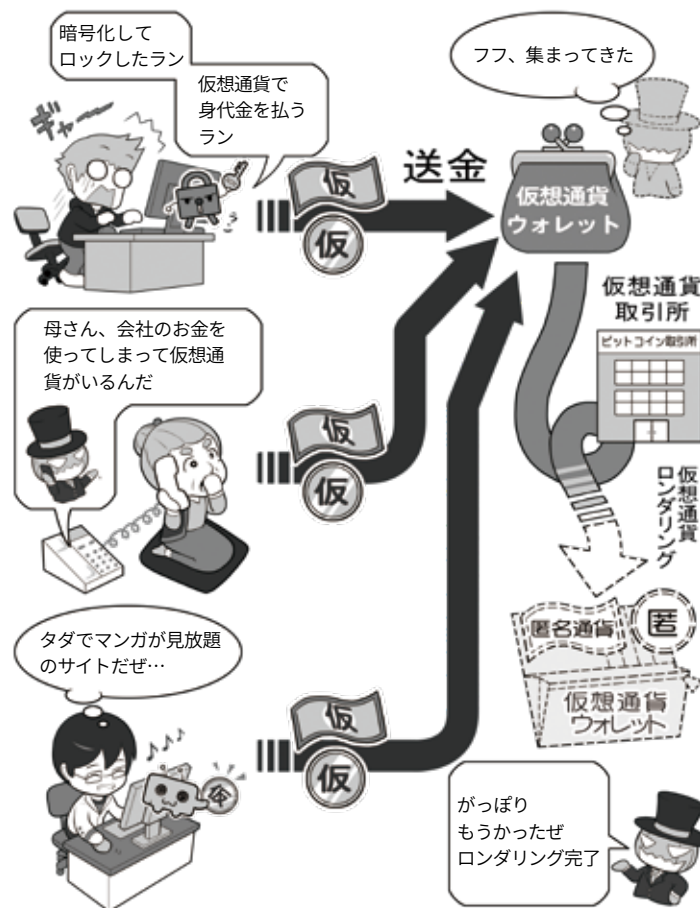 暗号化して
ロックしたラン
仮想通貨で
身代金を払う
ラン
ギャー
仮
仮
送金
フフ、集まってきた
仮想通貨
ウォレット
仮想通貨
取引所
ビットコイン取引所
母さん、会社のお金を
使ってしまって仮想通
貨がいるんだ
仮
仮
仮想通貨
ロンダリング
匿名通貨
匿
仮想通貨
ウォレット
タダでマンガが見放題
のサイトだぜ…
仮
仮
仮
がっぽり
もうかったぜ
ロンダリング完了